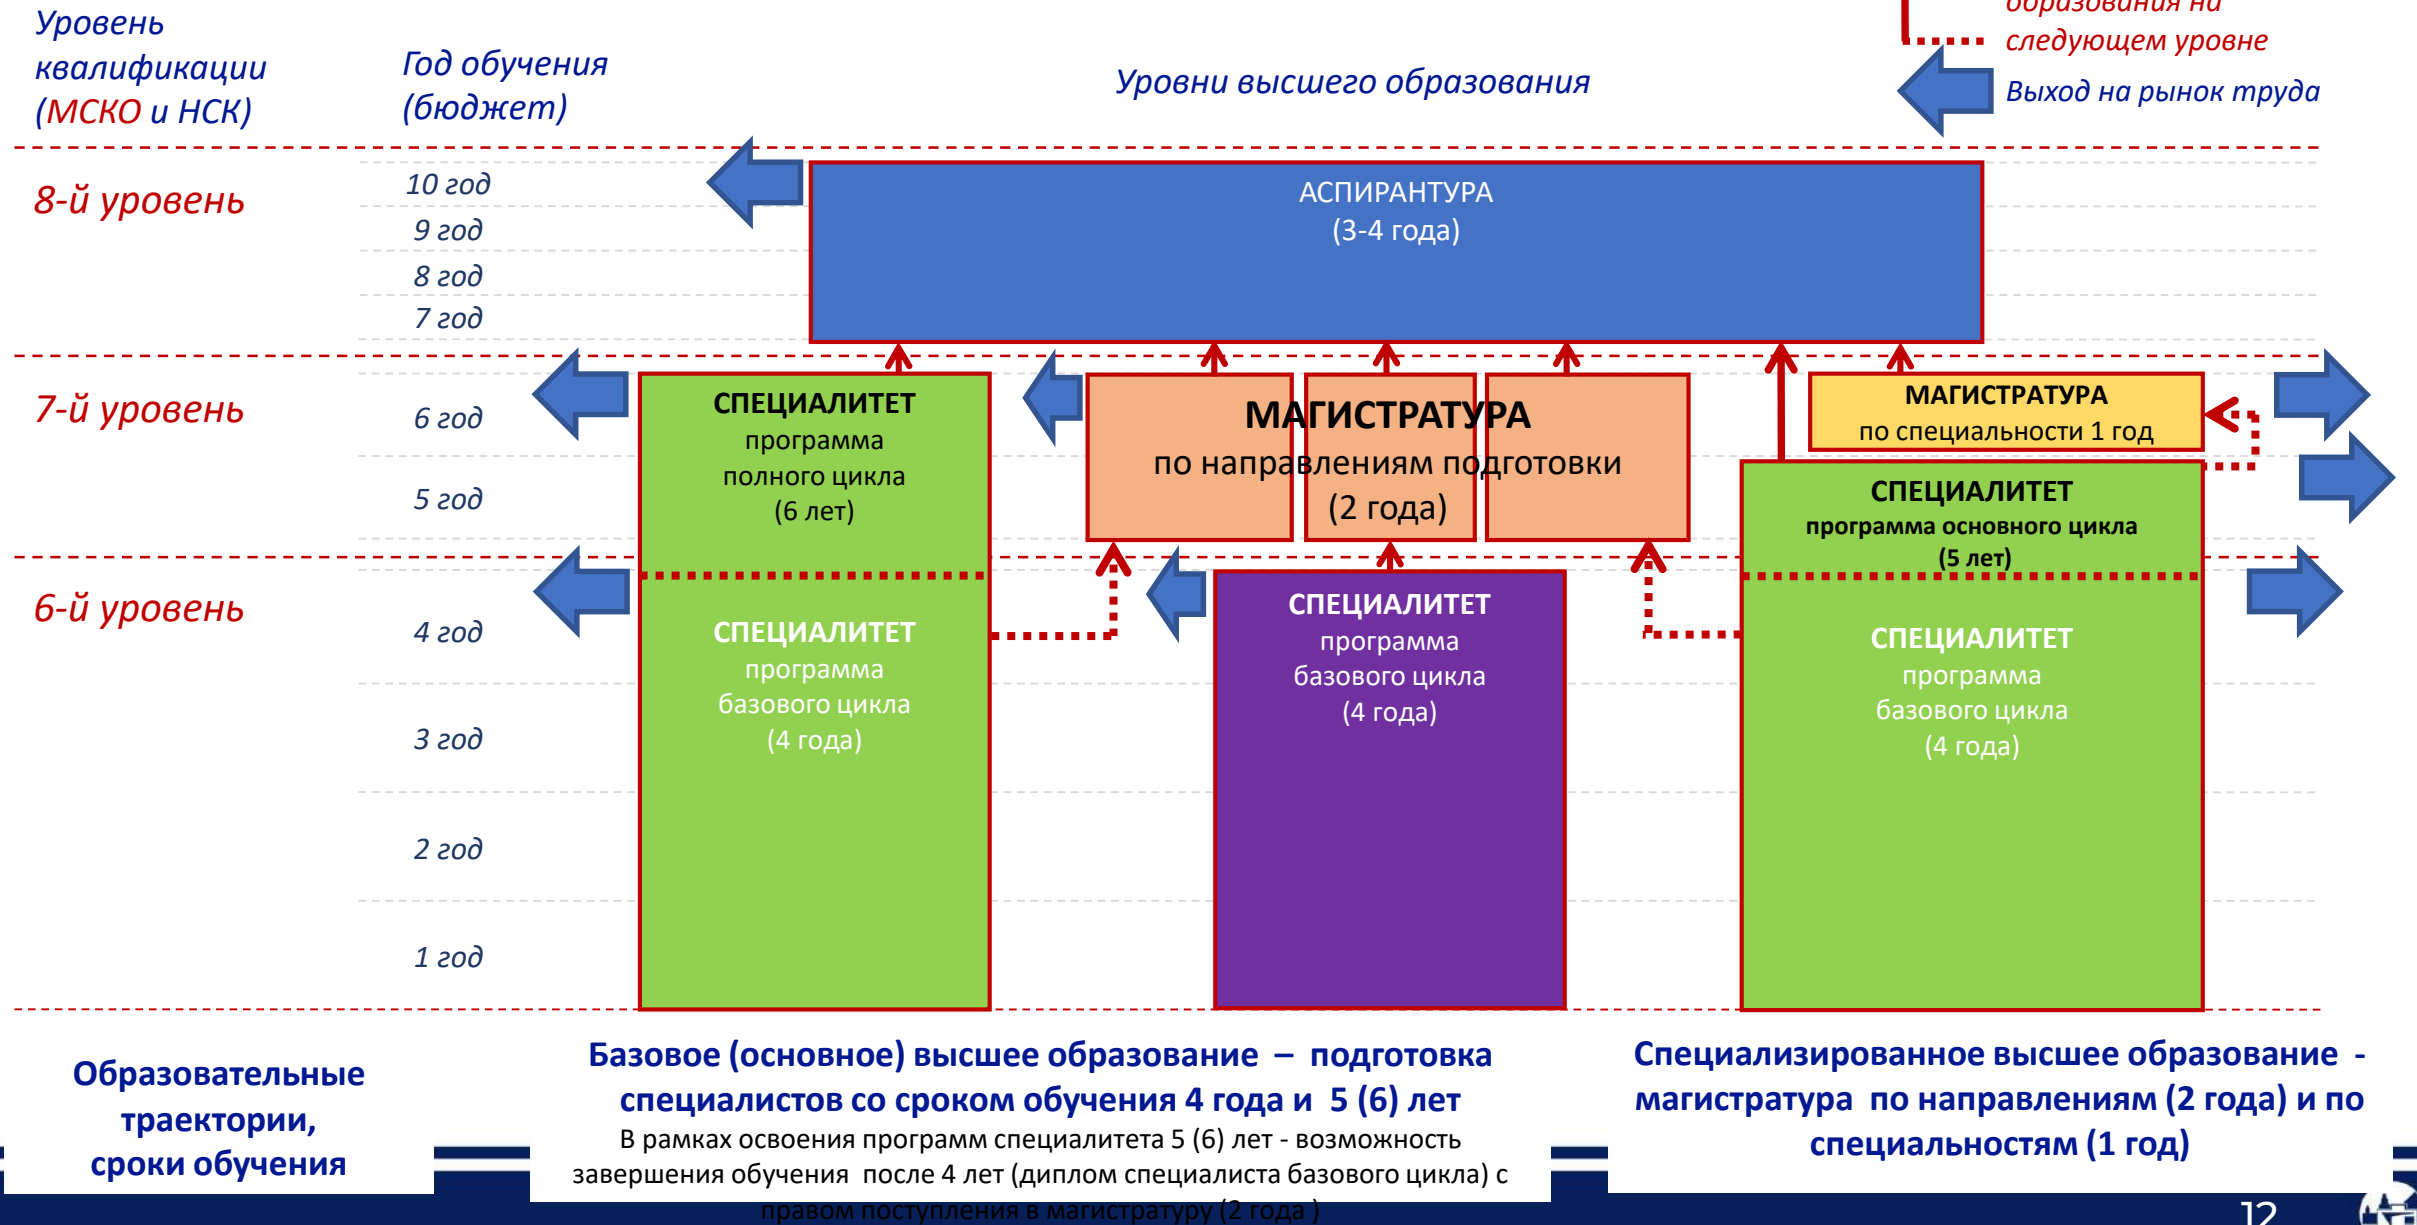 Уровень
квалификации
(МСКО и НСК)
Год обучения
(бюджет)
Уровни высшего образования
образования на
следующем уровне
Выход на рынок труда
8-й уровень
10 год
9 год
8 год
7 год
АСПИРАНТУРА
(3-4 года)
7-й уровень
6 год
5 год
СПЕЦИАЛИТЕТ
программа
полного цикла
(6 лет)
МАГИСТРАТУРА
по направлениям подготовки
(2 года)
МАГИСТРАТУРА
по специальности 1 год
СПЕЦИАЛИТЕТ
программа основного цикла
(5 лет)
6-й уровень
4 год
3 год
2 год
1 год
СПЕЦИАЛИТЕТ
программа
базового цикла
(4 года)
СПЕЦИАЛИТЕТ
программа
базового цикла
(4 года)
СПЕЦИАЛИТЕТ
программа
базового цикла
(4 года)
Образовательные
траектории,
сроки обучения
Базовое (основное) высшее образование – подготовка
специалистов со сроком обучения 4 года и 5 (6) лет
В рамках освоения программ специалитета 5 (6) лет - возможность
завершения обучения после 4 лет (диплом специалиста базового цикла) с
правом поступления в магистратуру (2 года )
Специализированное высшее образование -
магистратура по направлениям (2 года) и по
специальностям (1 год)
12